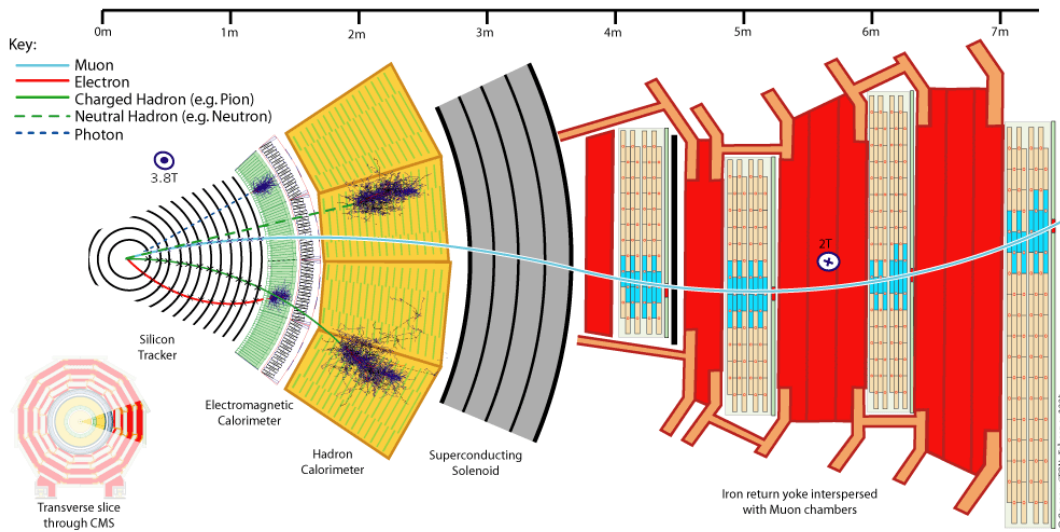 0m 1m 2m 3m 4m 5m 6m 7m
Key:
Muon
Electron
Charged Hadron (e.g. Pion)
Neutral Hadron (e.g. Neutron)
Photon
3.8T
2T
Silicon
Tracker
Electromagnetic
Calorimeter
Hadron
Calorimeter
Superconducting
Solenoid
Iron return yoke interspersed
with Muon chambers
Transverse slice
through CMS